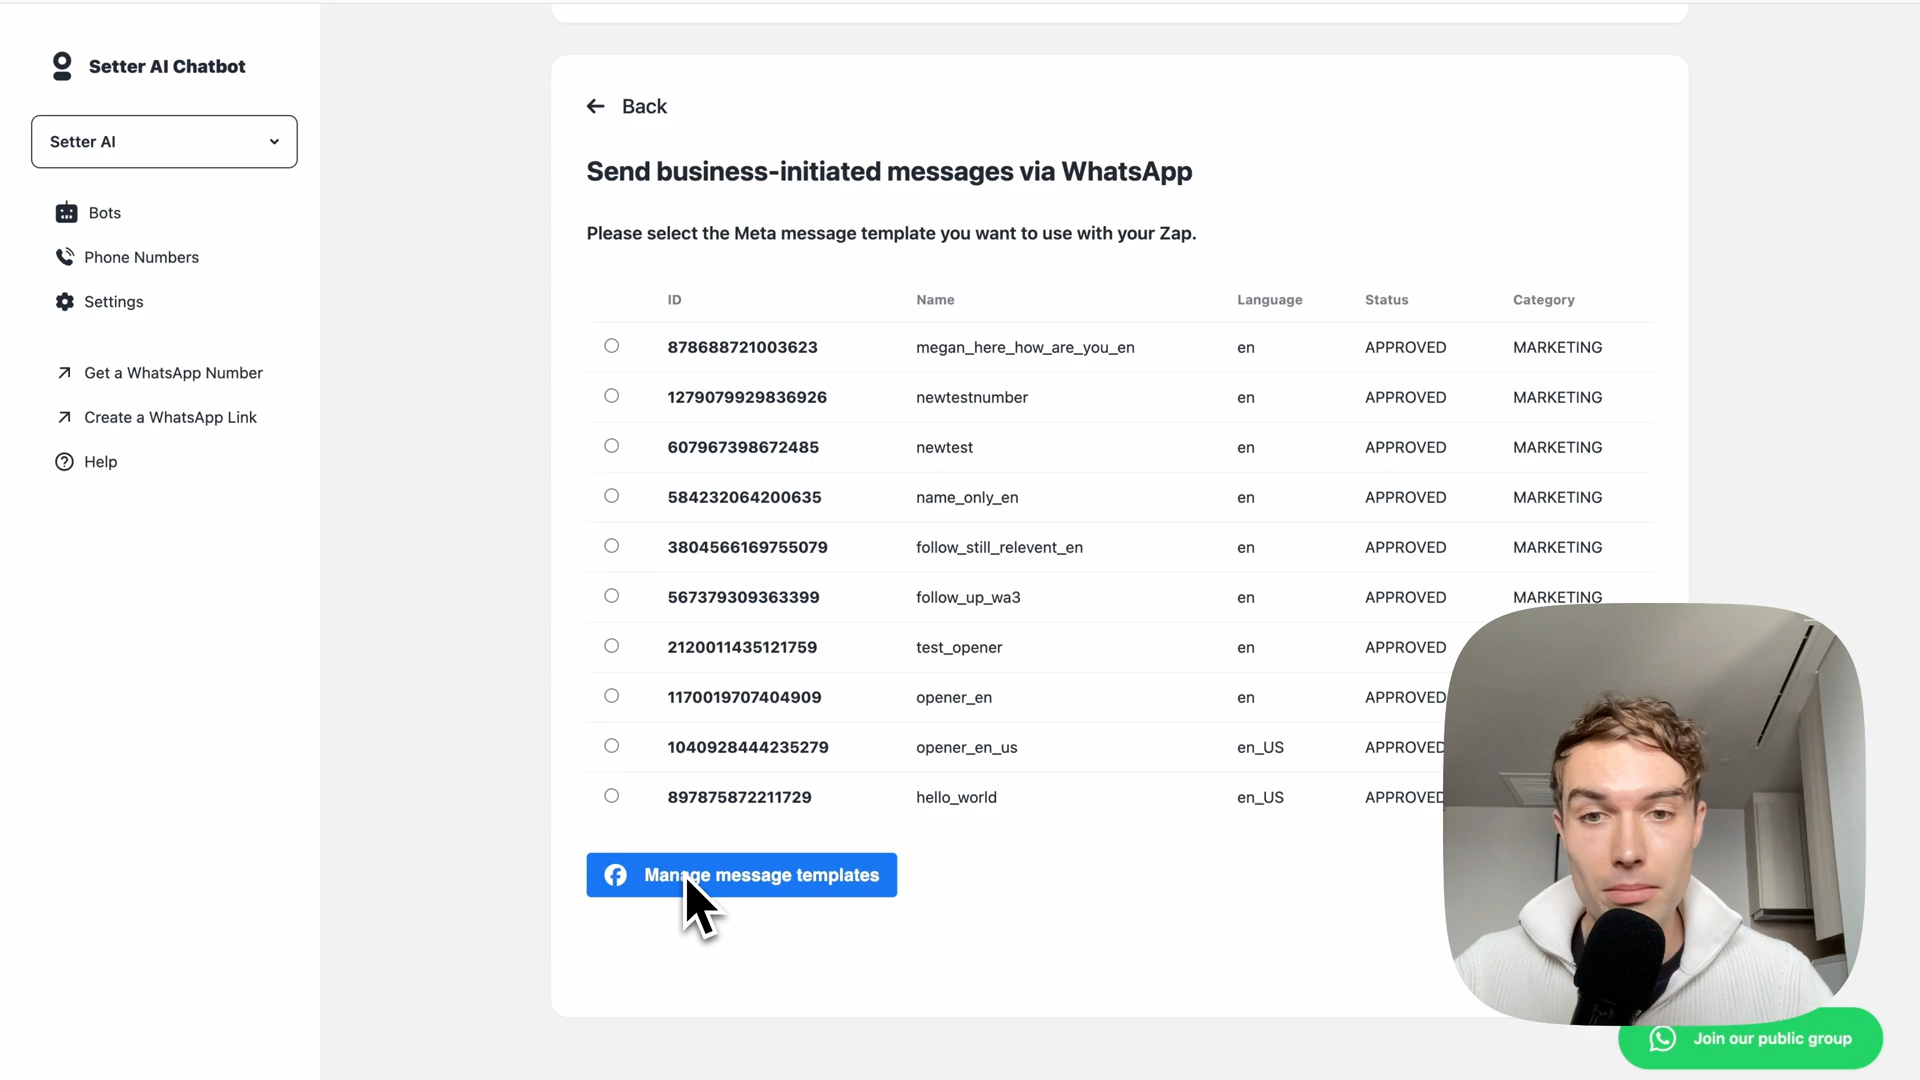 Setter AI Chatbot
Setter AI
Bots
Phone Numbers
Settings
Get a WhatsApp Number
Create a WhatsApp Link
Help
Back
Send business-initiated messages via WhatsApp
Please select the Meta message template you want to use with your Zap.
ID Name Language Status Category
878688721003623 megan_here_how_are_you_en en APPROVED MARKETING
1279079929836926 newtestnumber en APPROVED MARKETING
607967398672485 newtest en APPROVED MARKETING
584232064200635 name_only_en en APPROVED MARKETING
3804566169755079 follow_still_relevent_en en APPROVED MARKETING
567379309363399 follow_up_wa3 en APPROVED MARKETING
2120011435121759 test_opener en APPROVED
1170019707404909 opener_en en APPROVED
1040928444235279 opener_en_us en_US APPROVED
897875872211729 hello_world en_US APPROVED
Manage message templates
Join our public group